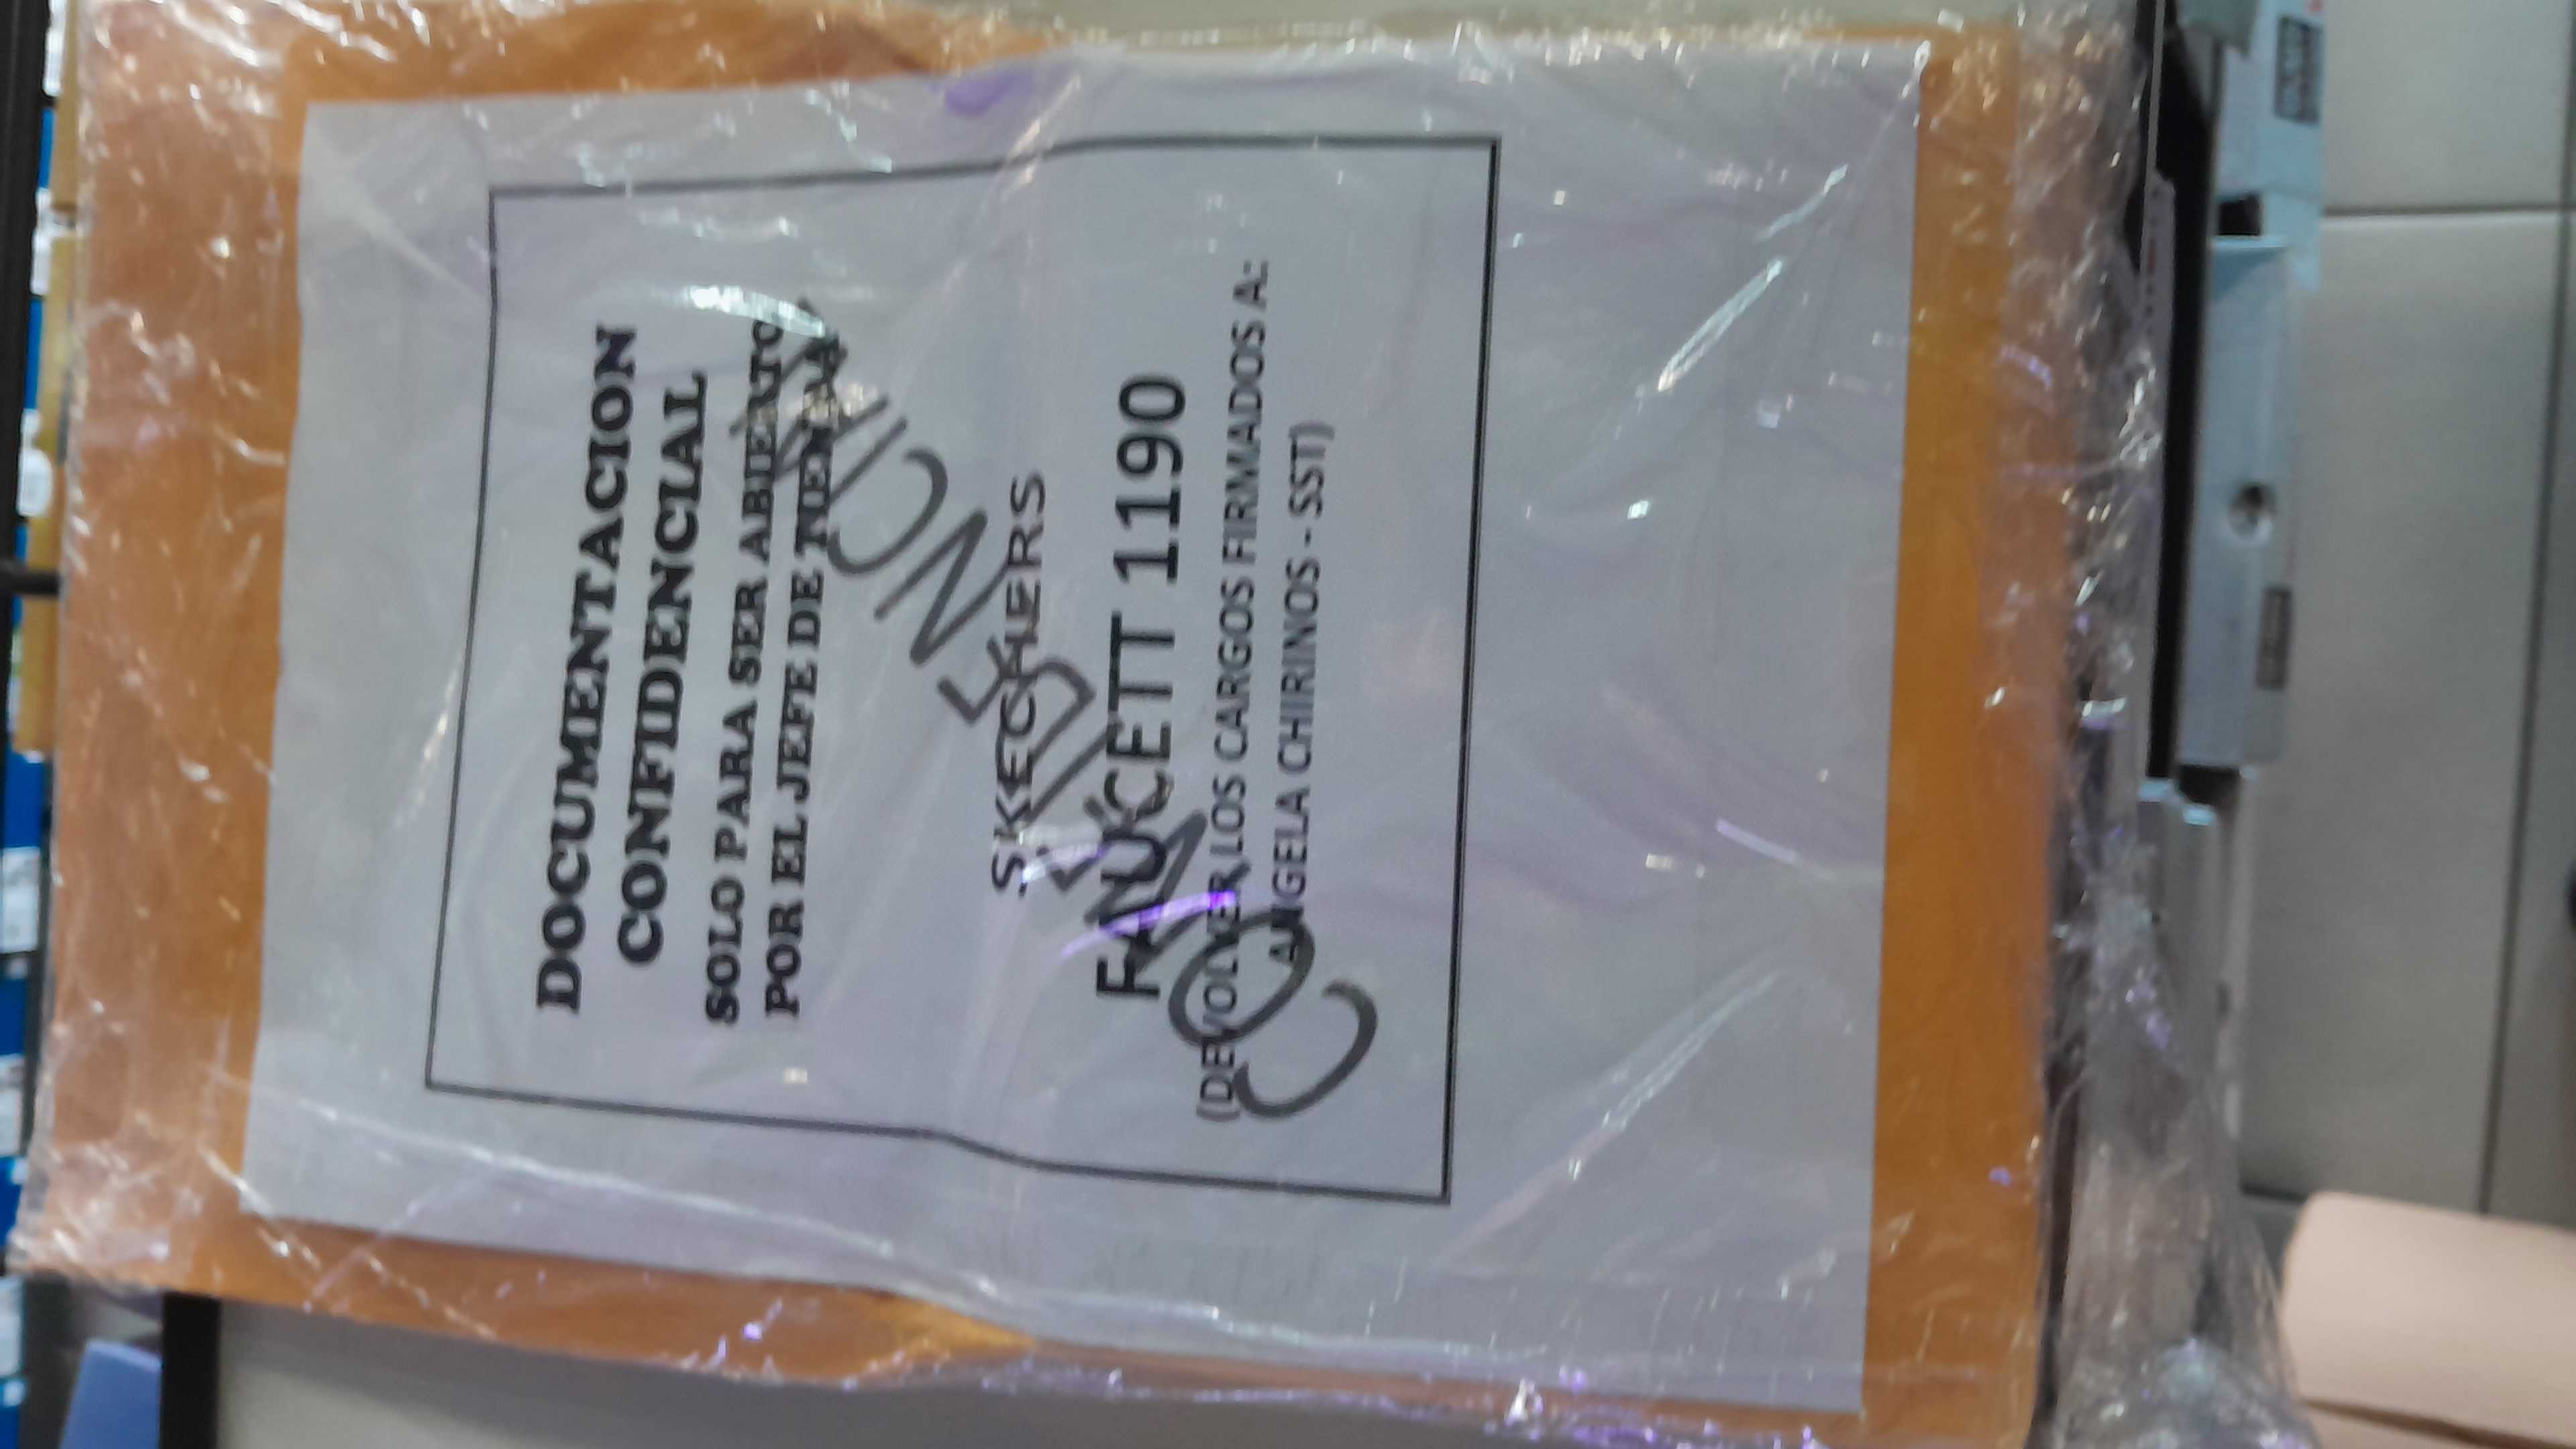 DOCUMENTACION
CONFIDENCIAL
SOLO PARA SER ABIERTO
POR EL JEFE DE TIENDA
SKECHERS
FAUCETT 1190
(DEVOLVER LOS CARGOS FIRMADOS A:
ANGELA CHIRINOS - SST)